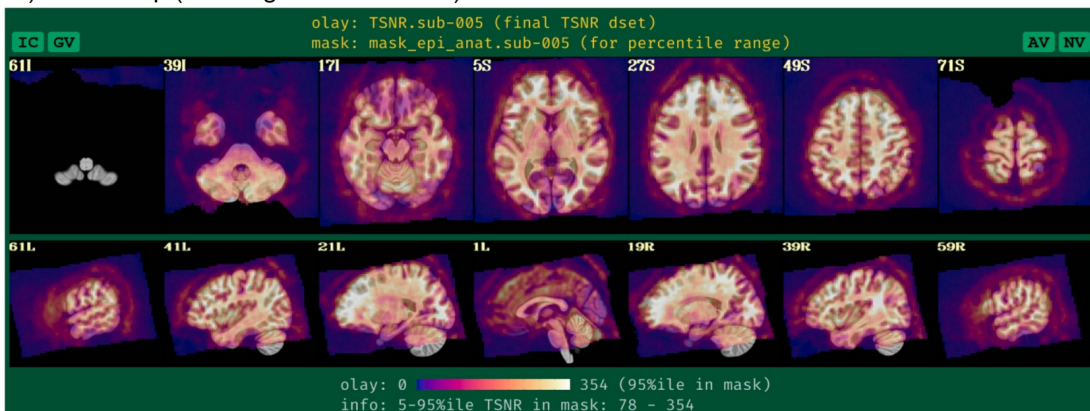 olay: TSNR.sub-005 (final TSNR dset)
IC GV mask: mask_epi_anat.sub-005 (for percentile range) AV NV
61I 39I 17I 5S 27S 49S 71S
61L 41L 21L 1L 19R 39R 59R
olay: 0 354 (95%ile in mask)
info: 5-95%ile TSNR in mask: 78 - 354